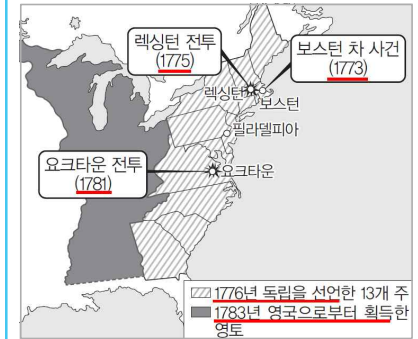 렉싱턴 전투
(1775)
보스턴 차 사건
(1773)
렉싱턴
보스턴
필라델피아
요크타운 전투
(1781)
요크타운
1776년 독립을 선언한 13개 주
1783년 영국으로부터 획득한
영토